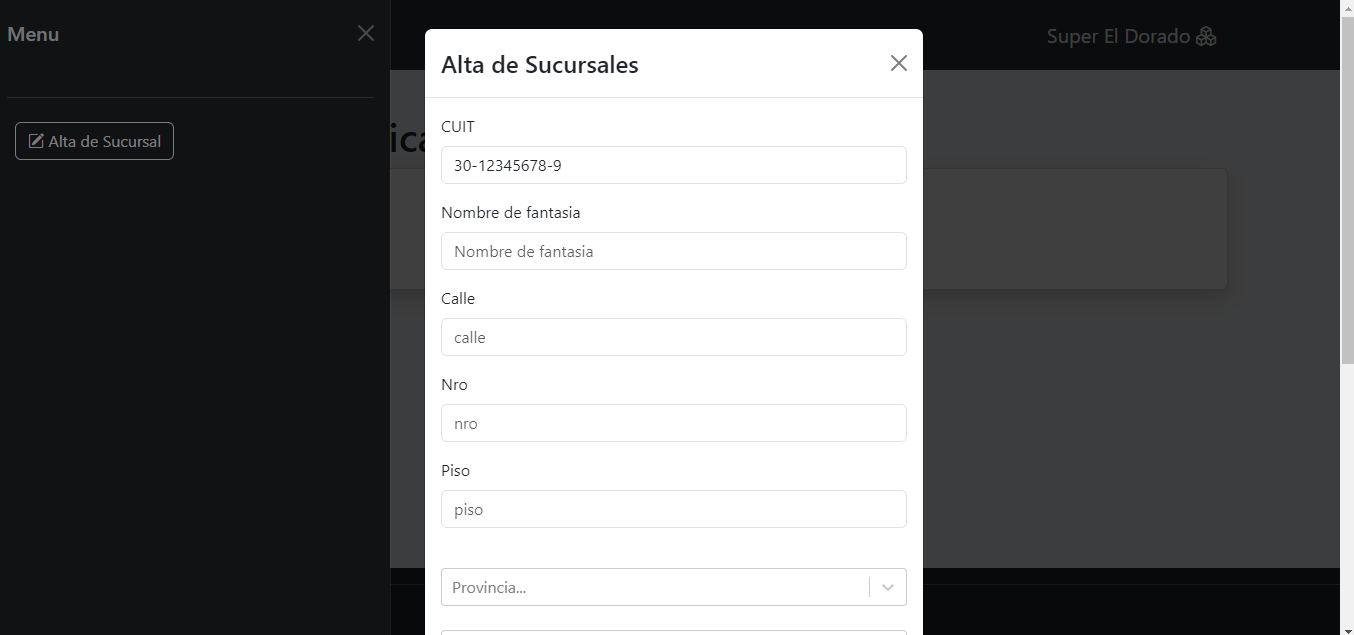 Menu
Alta de Sucursal
Super El Dorado
Alta de Sucursales
CUIT
30-12345678-9
Nombre de fantasia
Nombre de fantasia
Calle
calle
Nro
nro
Piso
piso
Provincia...